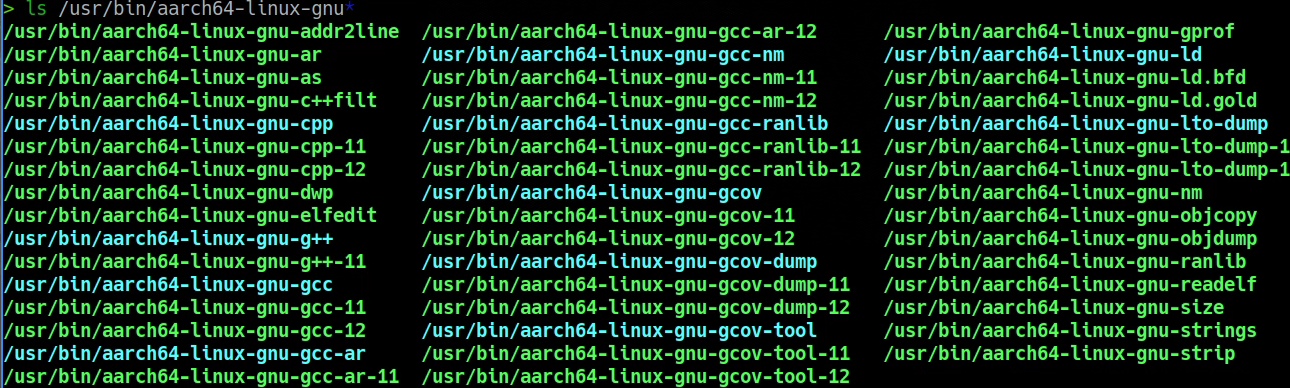 > ls /usr/bin/aarch64-linux-gnu*
/usr/bin/aarch64-linux-gnu-addr2line /usr/bin/aarch64-linux-gnu-gcc-ar-12 /usr/bin/aarch64-linux-gnu-gprof
/usr/bin/aarch64-linux-gnu-ar /usr/bin/aarch64-linux-gnu-gcc-nm /usr/bin/aarch64-linux-gnu-ld
/usr/bin/aarch64-linux-gnu-as /usr/bin/aarch64-linux-gnu-gcc-nm-11 /usr/bin/aarch64-linux-gnu-ld.bfd
/usr/bin/aarch64-linux-gnu-c++filt /usr/bin/aarch64-linux-gnu-gcc-nm-12 /usr/bin/aarch64-linux-gnu-ld.gold
/usr/bin/aarch64-linux-gnu-cpp /usr/bin/aarch64-linux-gnu-gcc-ranlib /usr/bin/aarch64-linux-gnu-lto-dump
/usr/bin/aarch64-linux-gnu-cpp-11 /usr/bin/aarch64-linux-gnu-gcc-ranlib-11 /usr/bin/aarch64-linux-gnu-lto-dump-1
/usr/bin/aarch64-linux-gnu-cpp-12 /usr/bin/aarch64-linux-gnu-gcc-ranlib-12 /usr/bin/aarch64-linux-gnu-lto-dump-1
/usr/bin/aarch64-linux-gnu-dwp /usr/bin/aarch64-linux-gnu-gcov /usr/bin/aarch64-linux-gnu-nm
/usr/bin/aarch64-linux-gnu-elfedit /usr/bin/aarch64-linux-gnu-gcov-11 /usr/bin/aarch64-linux-gnu-objcopy
/usr/bin/aarch64-linux-gnu-g++ /usr/bin/aarch64-linux-gnu-gcov-12 /usr/bin/aarch64-linux-gnu-objdump
/usr/bin/aarch64-linux-gnu-g++-11 /usr/bin/aarch64-linux-gnu-gcov-dump /usr/bin/aarch64-linux-gnu-ranlib
/usr/bin/aarch64-linux-gnu-gcc /usr/bin/aarch64-linux-gnu-gcov-dump-11 /usr/bin/aarch64-linux-gnu-readelf
/usr/bin/aarch64-linux-gnu-gcc-11 /usr/bin/aarch64-linux-gnu-gcov-dump-12 /usr/bin/aarch64-linux-gnu-size
/usr/bin/aarch64-linux-gnu-gcc-12 /usr/bin/aarch64-linux-gnu-gcov-tool /usr/bin/aarch64-linux-gnu-strings
/usr/bin/aarch64-linux-gnu-gcc-ar /usr/bin/aarch64-linux-gnu-gcov-tool-11 /usr/bin/aarch64-linux-gnu-strip
/usr/bin/aarch64-linux-gnu-gcc-ar-11 /usr/bin/aarch64-linux-gnu-gcov-tool-12